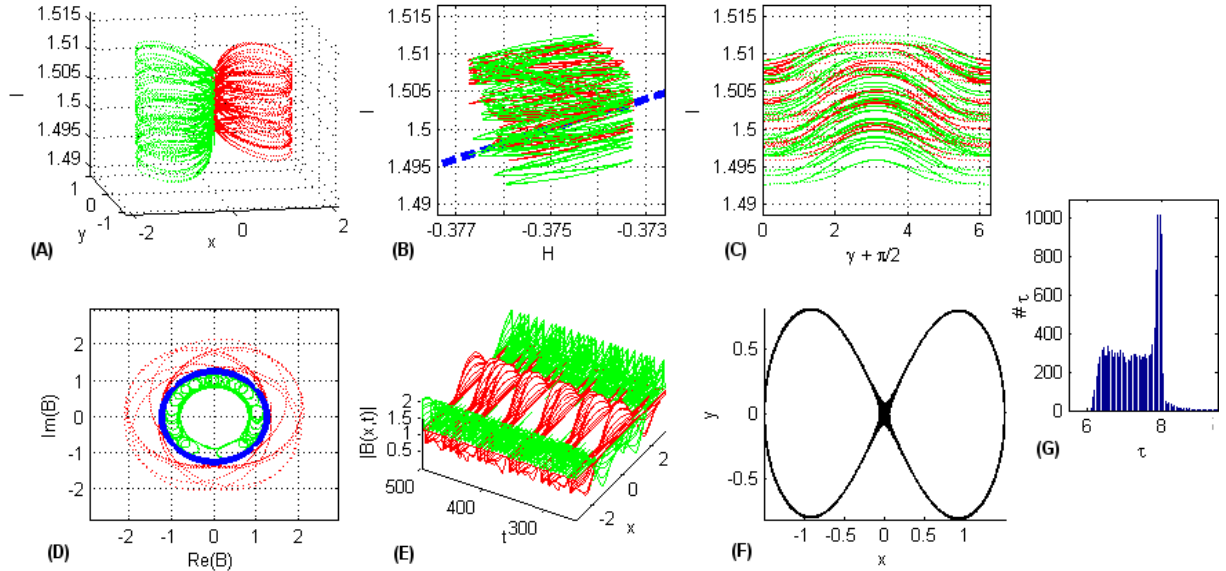 1.515
1.51
1.505
1.5
1.495
1.49
I
1
0
-1
y
-2
0
2
x
(A)
1.515
1.51
1.505
1.5
1.495
1.49
I
-0.377
-0.375
-0.373
H
(B)
1.515
1.51
1.505
1.5
1.495
1.49
I
0
2
4
6
γ + π/2
(C)
2
1
0
-1
-2
Im(B)
-2
-1
0
1
2
Re(B)
(D)
|B(x,t)|
2
1.5
1
0.5
500
400
300
t
-2
0
2
x
(E)
0.5
0
-0.5
y
-1
-0.5
0
0.5
1
x
(F)
1000
800
600
400
200
0
# τ
6
8
τ
(G)